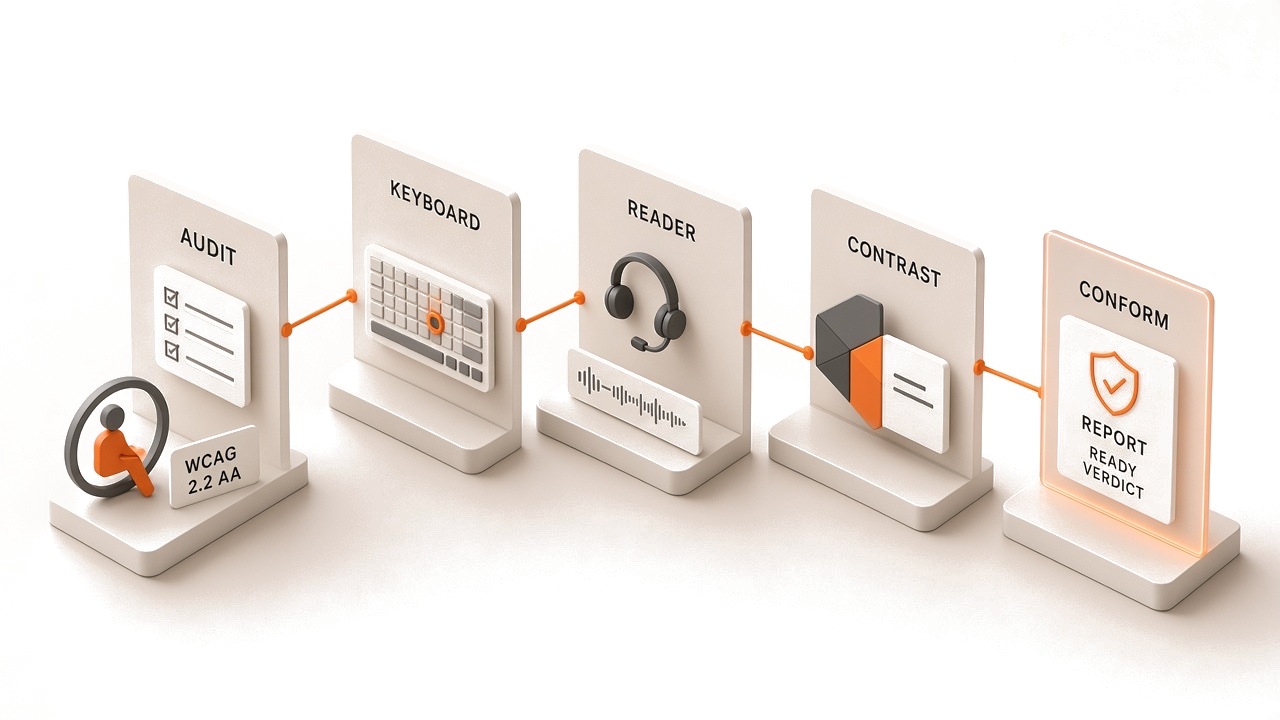 AUDIT
WCAG
2.2 AA
KEYBOARD
READER
CONTRAST
CONFORM
REPORT
READY
VERDICT